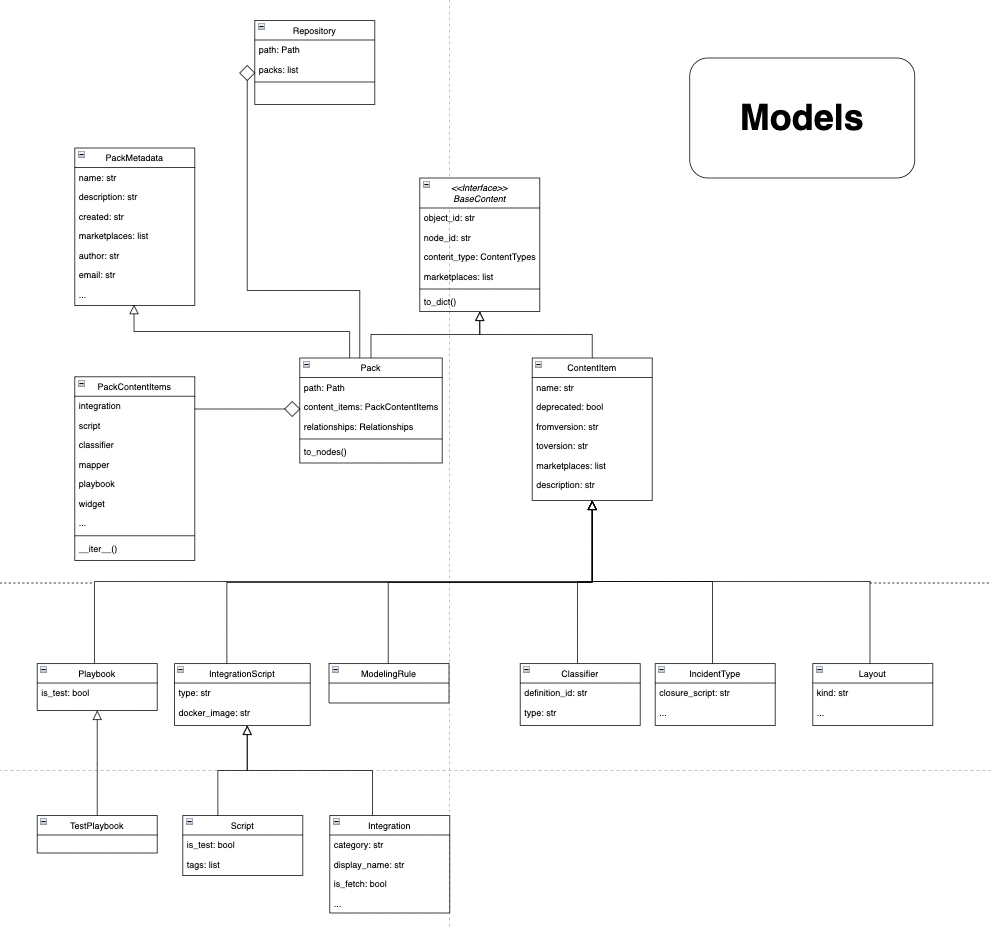 Repository
path: Path
packs: list
Models
PackMetadata
name: str
description: str
created: str
marketplaces: list
author: str
email: str
...
<<Interface>>
BaseContent
object_id: str
node_id: str
content_type: ContentTypes
marketplaces: list
to_dict()
Pack
path: Path
content_items: PackContentItems
relationships: Relationships
to_nodes()
ContentItem
name: str
deprecated: bool
fromversion: str
toversion: str
marketplaces: list
description: str
PackContentItems
integration
script
classifier
mapper
playbook
widget
...
__iter__()
Playbook
is_test: bool
IntegrationScript
type: str
docker_image: str
ModelingRule
Classifier
definition_id: str
type: str
IncidentType
closure_script: str
...
Layout
kind: str
...
TestPlaybook
Script
is_test: bool
tags: list
Integration
category: str
display_name: str
is_fetch: bool
...